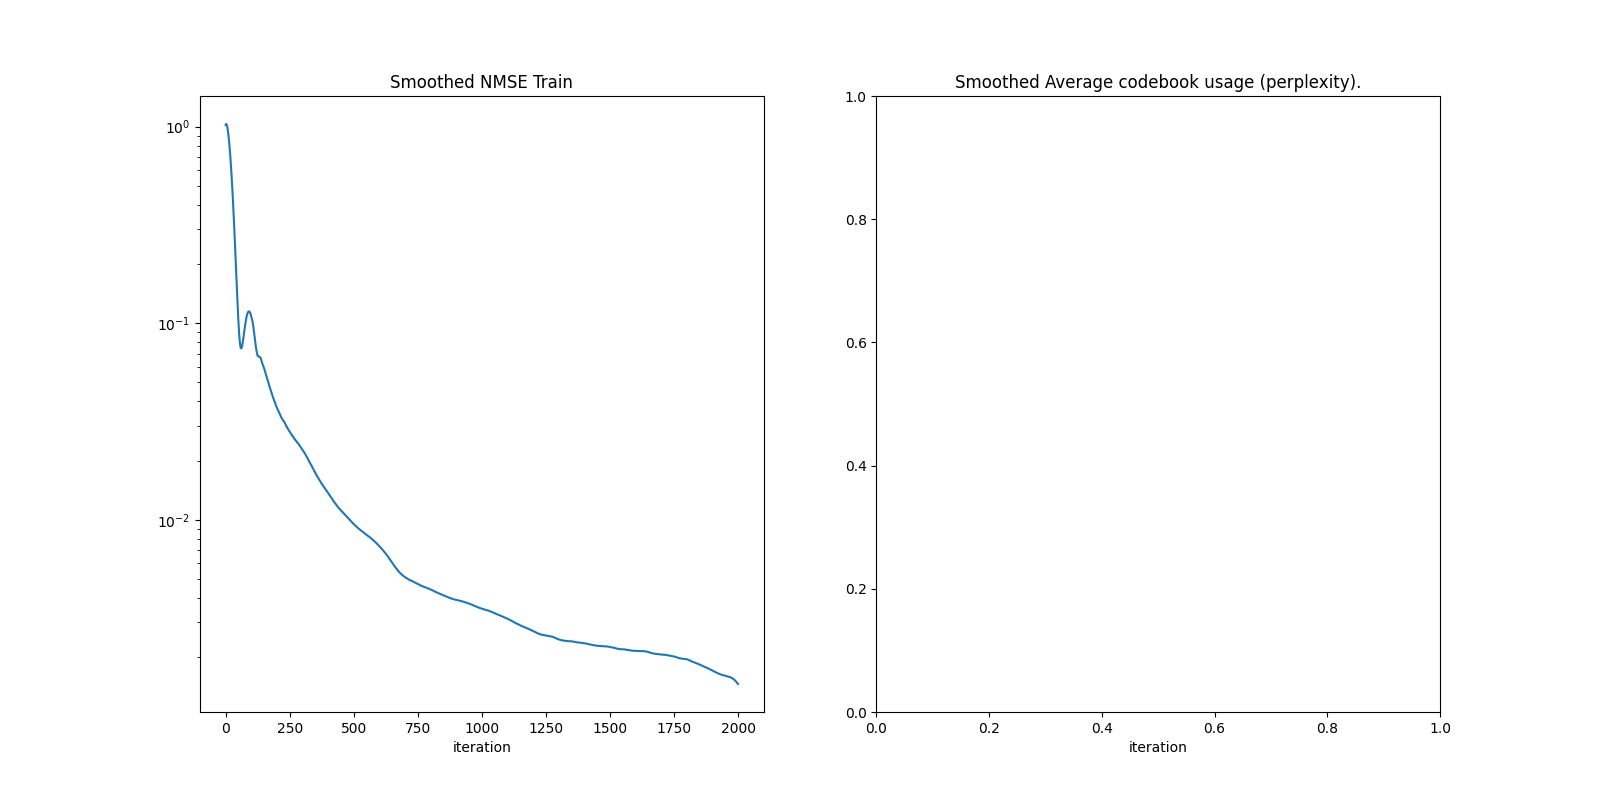 Smoothed NMSE Train
10⁰
10⁻¹
10⁻²
0 250 500 750 1000 1250 1500 1750 2000
iteration
Smoothed Average codebook usage (perplexity).
1.0
0.8
0.6
0.4
0.2
0.0
0.0 0.2 0.4 0.6 0.8 1.0
iteration